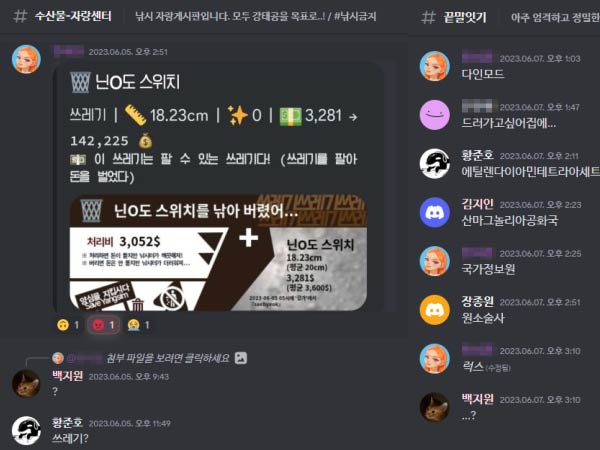 # 수산물-자랑센터
낚시 자랑게시판입니다. 모두 강태공을 목표로..! / #낚시금지
2023.06.05. 오후 2:51
닌O도 스위치
쓰레기 | 18.23cm | 0 | 3,281 →
142,225
이 쓰레기는 팔 수 있는 쓰레기다! (쓰레기를 팔아
돈을 벌었다)
닌O도 스위치를 낚아 버렸어...
처리비 3,052$
+
닌O도 스위치
18.23cm
(평균 20cm)
3,281$
(평균 3,600$)
양심을 지킵시다
Save Yangsim
1
1
1
첨부 파일을 보려면 클릭하세요
백지원 2023.06.05. 오후 9:43
?
황준호 2023.06.05. 오후 11:49
쓰레기?
# 끝말잇기
아주 엄격하고 정밀한
2023.06.07. 오후 1:03
다인모드
2023.06.07. 오후 1:47
드러가고싶어집에...
황준호 2023.06.07. 오후 2:11
에틸렌다이아민테트라아세트
김지인 2023.06.07. 오후 2:23
산마그놀리아공화국
2023.06.07. 오후 2:25
국가정보원
장종원 2023.06.07. 오후 2:51
원소술사
2023.06.07. 오후 3:10
럭스 (수정됨)
백지원 2023.06.07. 오후 3:10
...?